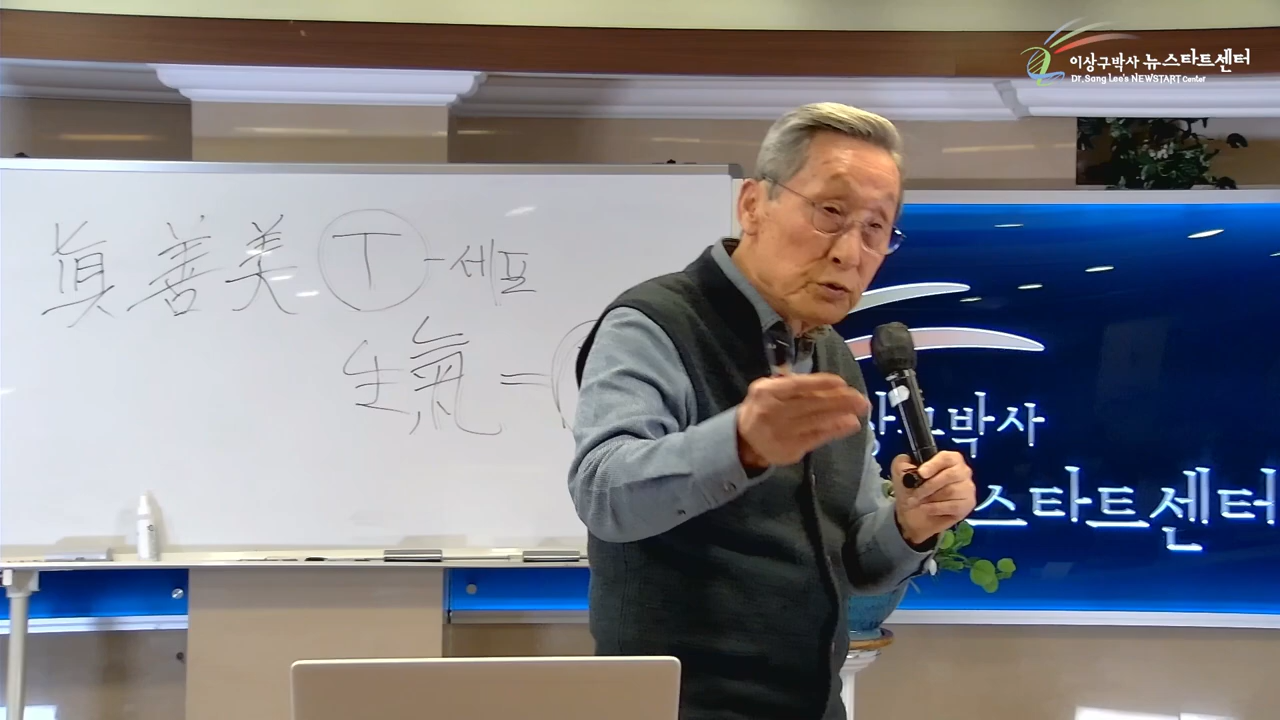 이상구박사 뉴스타트센터
Dr. Sang Lee's NEWSTART Center
眞 善 美 T-세포
生氣 =
구박사
스타트센터